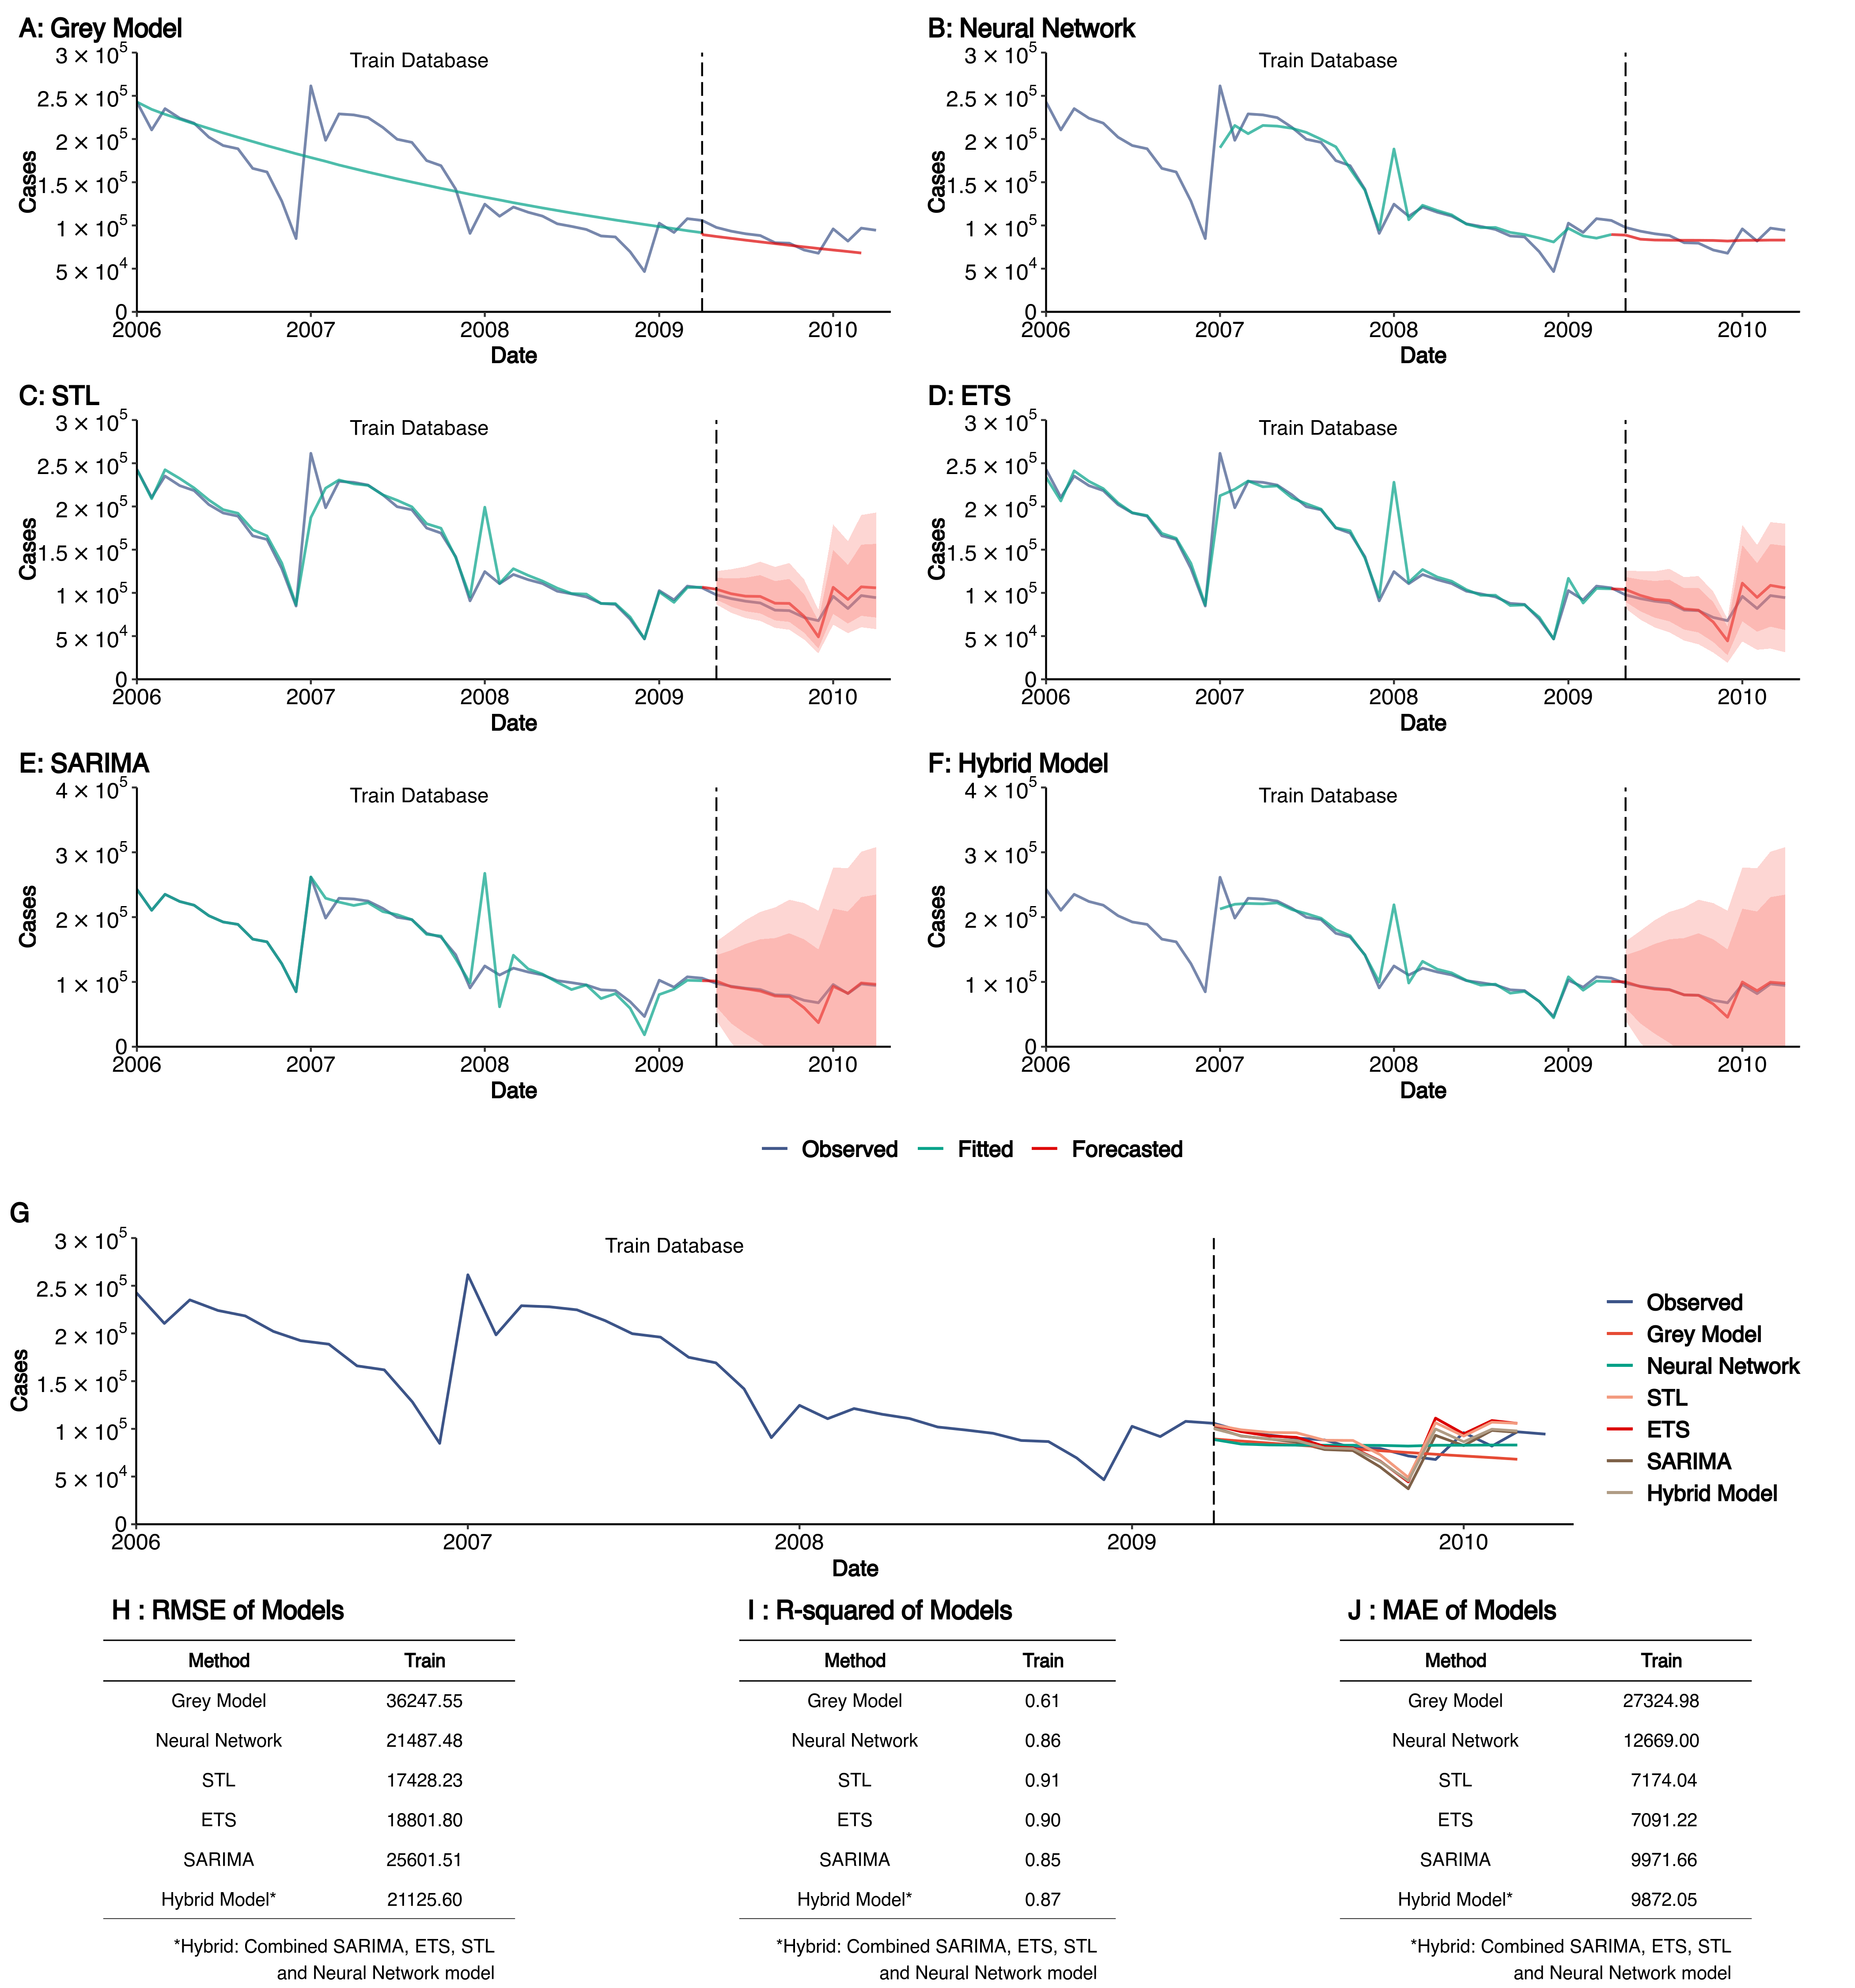 A: Grey Model
Train Database
3 × 10^5
2.5 × 10^5
2 × 10^5
1.5 × 10^5
1 × 10^5
5 × 10^4
0
Cases
2006 2007 2008 2009 2010
Date
B: Neural Network
Train Database
3 × 10^5
2.5 × 10^5
2 × 10^5
1.5 × 10^5
1 × 10^5
5 × 10^4
0
Cases
2006 2007 2008 2009 2010
Date
C: STL
Train Database
3 × 10^5
2.5 × 10^5
2 × 10^5
1.5 × 10^5
1 × 10^5
5 × 10^4
0
Cases
2006 2007 2008 2009 2010
Date
D: ETS
Train Database
3 × 10^5
2.5 × 10^5
2 × 10^5
1.5 × 10^5
1 × 10^5
5 × 10^4
0
Cases
2006 2007 2008 2009 2010
Date
E: SARIMA
Train Database
4 × 10^5
3 × 10^5
2 × 10^5
1 × 10^5
0
Cases
2006 2007 2008 2009 2010
Date
F: Hybrid Model
Train Database
4 × 10^5
3 × 10^5
2 × 10^5
1 × 10^5
0
Cases
2006 2007 2008 2009 2010
Date
Observed Fitted Forecasted
G
Train Database
3 × 10^5
2.5 × 10^5
2 × 10^5
1.5 × 10^5
1 × 10^5
5 × 10^4
0
Cases
2006 2007 2008 2009 2010
Date
Observed
Grey Model
Neural Network
STL
ETS
SARIMA
Hybrid Model
H : RMSE of Models
Method Train
Grey Model 36247.55
Neural Network 21487.48
STL 17428.23
ETS 18801.80
SARIMA 25601.51
Hybrid Model* 21125.60
*Hybrid: Combined SARIMA, ETS, STL
and Neural Network model
I : R-squared of Models
Method Train
Grey Model 0.61
Neural Network 0.86
STL 0.91
ETS 0.90
SARIMA 0.85
Hybrid Model* 0.87
*Hybrid: Combined SARIMA, ETS, STL
and Neural Network model
J : MAE of Models
Method Train
Grey Model 27324.98
Neural Network 12669.00
STL 7174.04
ETS 7091.22
SARIMA 9971.66
Hybrid Model* 9872.05
*Hybrid: Combined SARIMA, ETS, STL
and Neural Network model